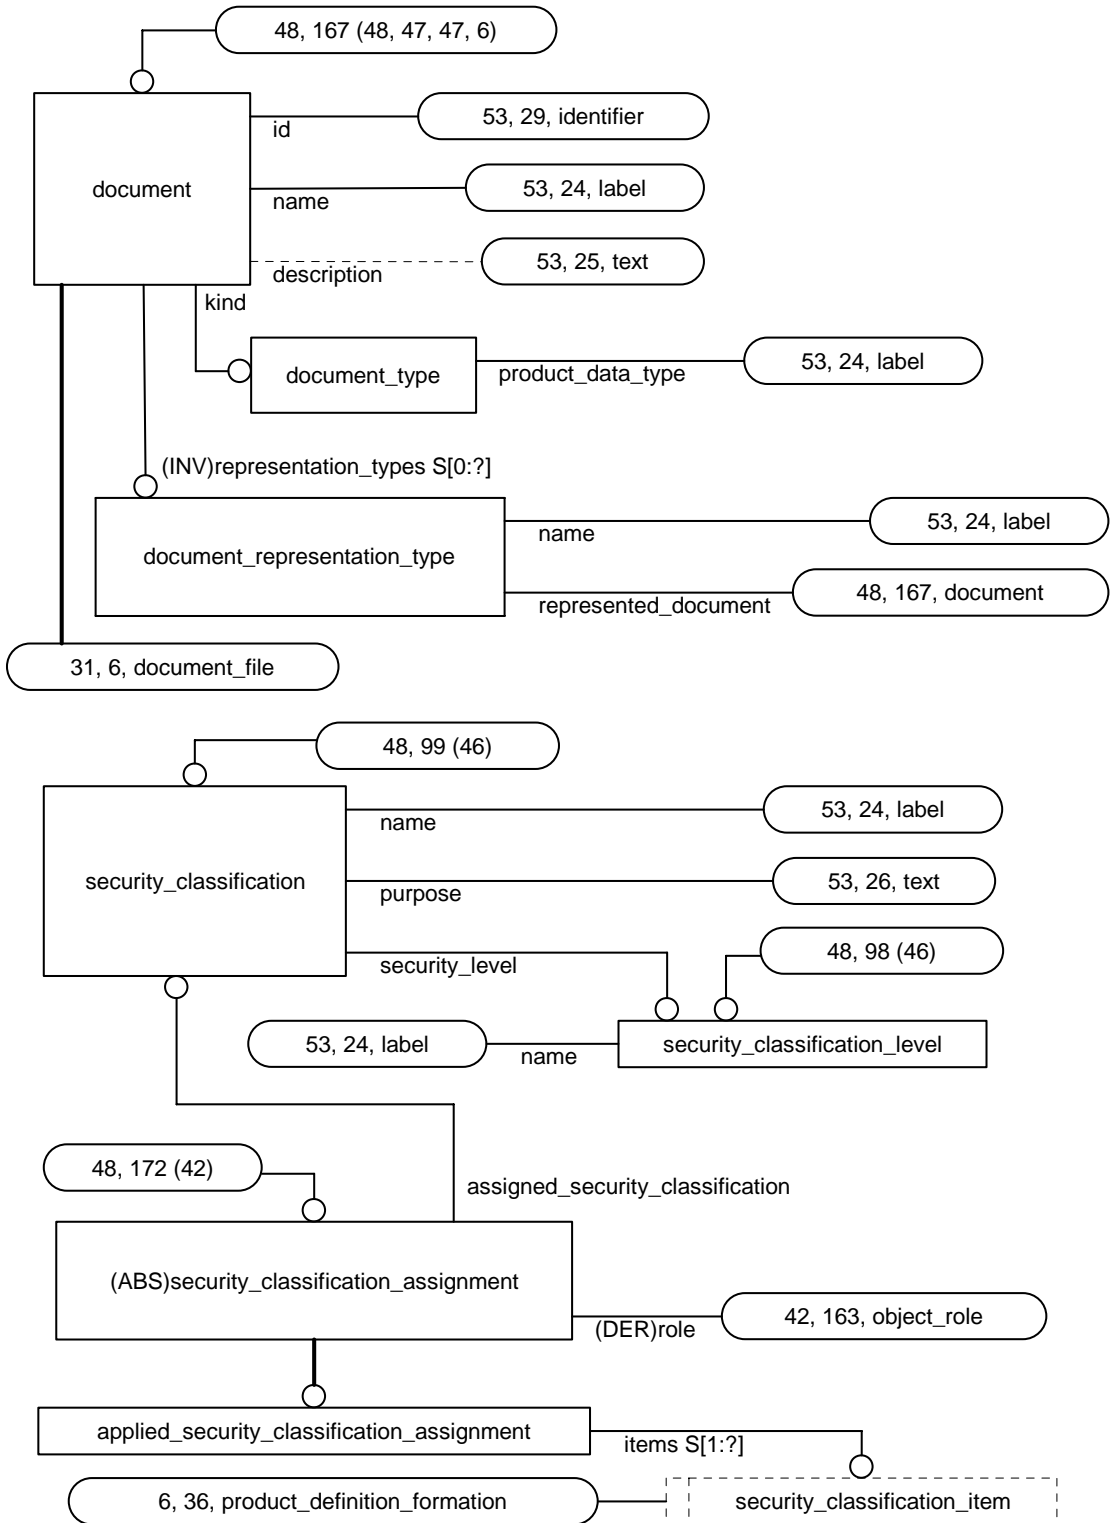 48, 167 (48, 47, 47, 6)
53, 29, identifier
id
document
53, 24, label
name
53, 25, text
description
kind
document_type
product_data_type
53, 24, label
(INV)representation_types S[0:?]
53, 24, label
name
document_representation_type
48, 167, document
represented_document
31, 6, document_file
48, 99 (46)
53, 24, label
name
security_classification
53, 26, text
purpose
48, 98 (46)
security_level
53, 24, label
name
security_classification_level
48, 172 (42)
assigned_security_classification
(ABS)security_classification_assignment
42, 163, object_role
(DER)role
applied_security_classification_assignment
items S[1:?]
6, 36, product_definition_formation
security_classification_item